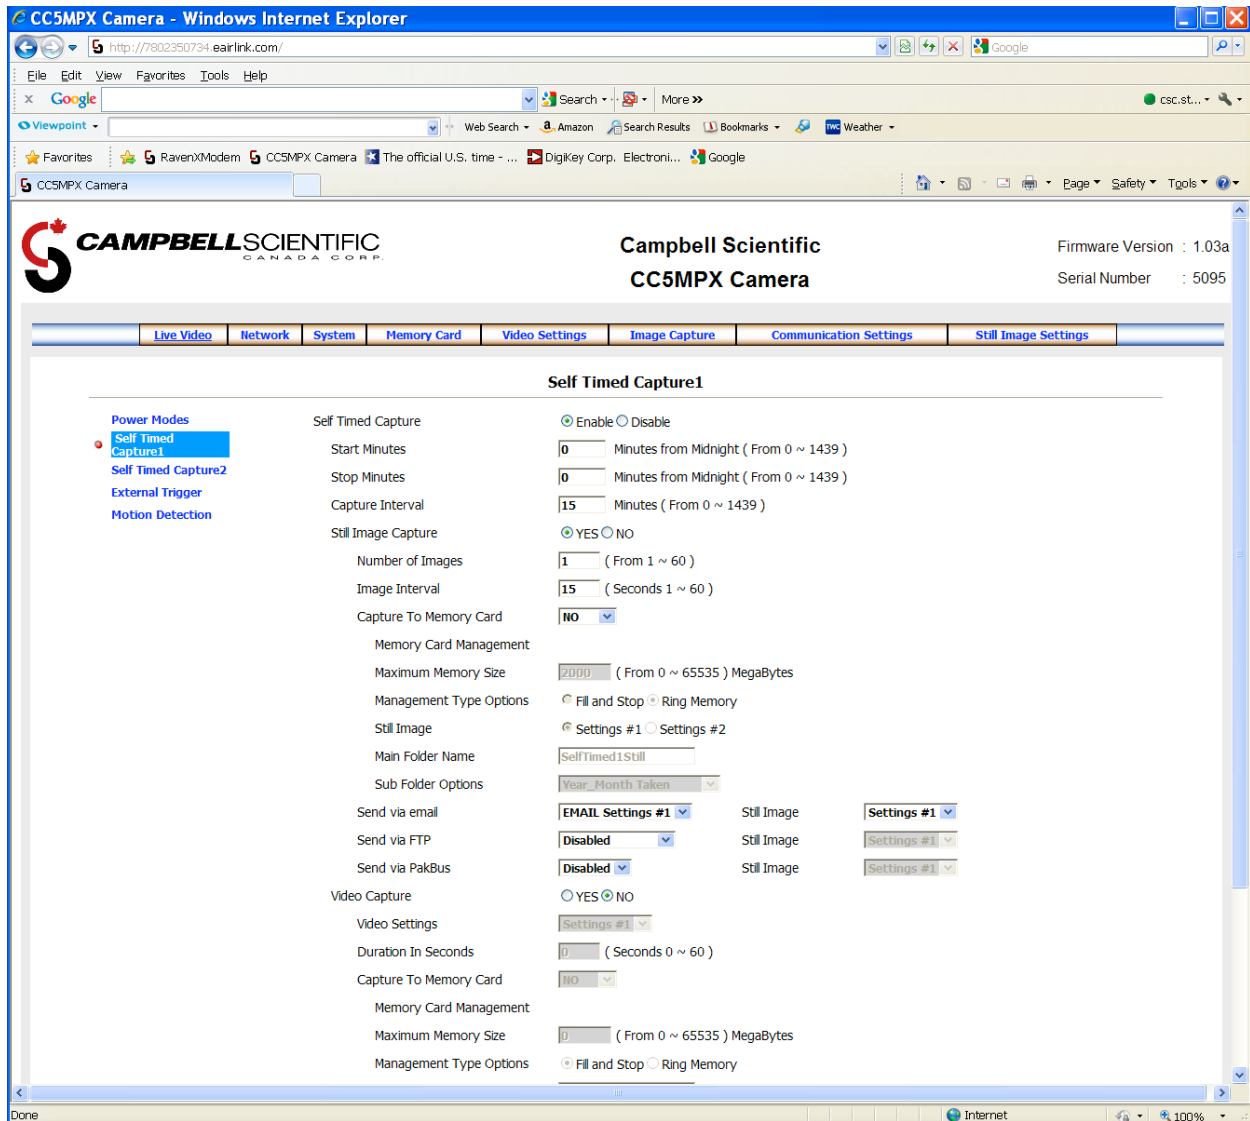 CC5MPX Camera - Windows Internet Explorer
http://7802350734.eairlink.com/
Google
File Edit View Favorites Tools Help
x Google Search More »
csc.st...
Viewpoint Web Search Amazon Search Results Bookmarks TWC Weather
Favorites RavenXModem CC5MPX Camera The official U.S. time - ... DigiKey Corp. Electroni... Google
CC5MPX Camera
Page Safety Tools
CAMPBELLSCIENTIFIC
CANADA CORP.
Campbell Scientific
CC5MPX Camera
Firmware Version : 1.03a
Serial Number : 5095
Live Video Network System Memory Card Video Settings Image Capture Communication Settings Still Image Settings
Self Timed Capture1
Power Modes
Self Timed
Capture1
Self Timed Capture2
External Trigger
Motion Detection
Self Timed Capture Enable Disable
Start Minutes 0 Minutes from Midnight ( From 0 ~ 1439 )
Stop Minutes 0 Minutes from Midnight ( From 0 ~ 1439 )
Capture Interval 15 Minutes ( From 0 ~ 1439 )
Still Image Capture YES NO
Number of Images 1 ( From 1 ~ 60 )
Image Interval 15 ( Seconds 1 ~ 60 )
Capture To Memory Card NO
Memory Card Management
Maximum Memory Size 2000 ( From 0 ~ 65535 ) MegaBytes
Management Type Options Fill and Stop Ring Memory
Still Image Settings #1 Settings #2
Main Folder Name SelfTimed1Still
Sub Folder Options Year_Month Taken
Send via email EMAIL Settings #1 Still Image Settings #1
Send via FTP Disabled Still Image Settings #1
Send via PakBus Disabled Still Image Settings #1
Video Capture YES NO
Video Settings Settings #1
Duration In Seconds 0 ( Seconds 0 ~ 60 )
Capture To Memory Card NO
Memory Card Management
Maximum Memory Size 0 ( From 0 ~ 65535 ) MegaBytes
Management Type Options Fill and Stop Ring Memory
Done
Internet
100%